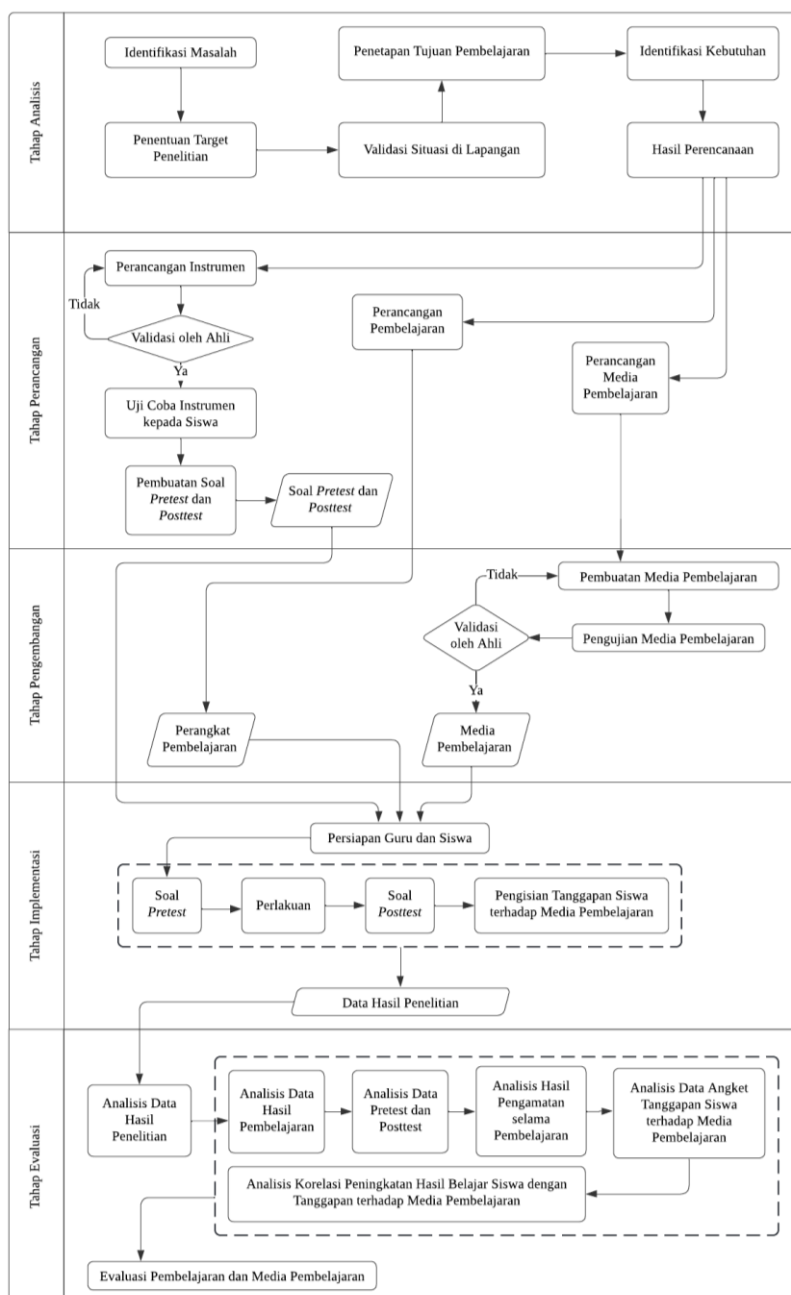 Tahap Analisis
Identifikasi Masalah
Penetapan Tujuan Pembelajaran
Identifikasi Kebutuhan
Penentuan Target
Penelitian
Validasi Situasi di Lapangan
Hasil Perencanaan
Tahap Perancangan
Perancangan Instrumen
Tidak
Validasi oleh Ahli
Ya
Uji Coba Instrumen
kepada Siswa
Pembuatan Soal
Pretest dan
Posttest
Soal Pretest dan
Posttest
Perancangan
Pembelajaran
Perancangan
Media
Pembelajaran
Tahap Pengembangan
Tidak
Pembuatan Media Pembelajaran
Validasi
oleh Ahli
Pengujian Media Pembelajaran
Ya
Perangkat
Pembelajaran
Media
Pembelajaran
Tahap Implementasi
Persiapan Guru dan Siswa
Soal
Pretest
Perlakuan
Soal
Posttest
Pengisian Tanggapan Siswa
terhadap Media Pembelajaran
Data Hasil Penelitian
Tahap Evaluasi
Analisis Data
Hasil
Penelitian
Analisis Data
Hasil
Pembelajaran
Analisis Data
Pretest dan
Posttest
Analisis Hasil
Pengamatan
selama
Pembelajaran
Analisis Data Angket
Tanggapan Siswa
terhadap Media
Pembelajaran
Analisis Korelasi Peningkatan Hasil Belajar Siswa dengan
Tanggapan terhadap Media Pembelajaran
Evaluasi Pembelajaran dan Media Pembelajaran